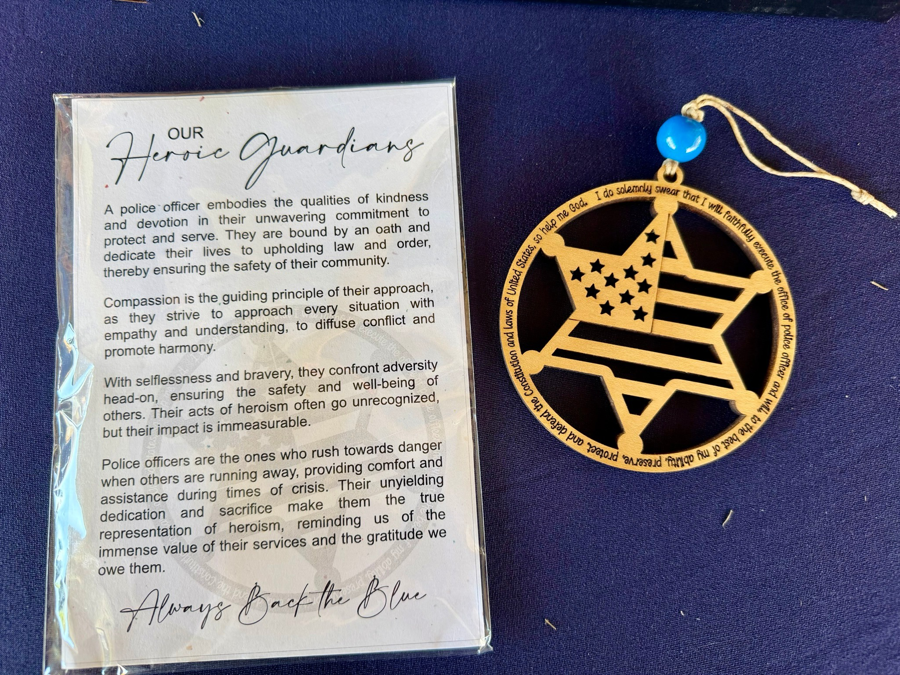 OUR
Heroic Guardians
A police officer embodies the qualities of kindness
and devotion in their unwavering commitment to
protect and serve. They are bound by an oath and
dedicate their lives to upholding law and order,
thereby ensuring the safety of their community.
Compassion is the guiding principle of their approach,
as they strive to approach every situation with
empathy and understanding, to diffuse conflict and
promote harmony.
With selflessness and bravery, they confront adversity
head-on, ensuring the safety and well-being of
others. Their acts of heroism often go unrecognized,
but their impact is immeasurable.
Police officers are the ones who rush towards danger
when others are running away, providing comfort and
assistance during times of crisis. Their unyielding
dedication and sacrifice make them the true
representation of heroism, reminding us of the
immense value of their services and the gratitude we
owe them.
Always Back the Blue
I do solemnly swear that I will faithfully execute the office of police officer and will to the best of my ability, preserve, protect, and defend the Constitution and Laws of United States, so help me God.